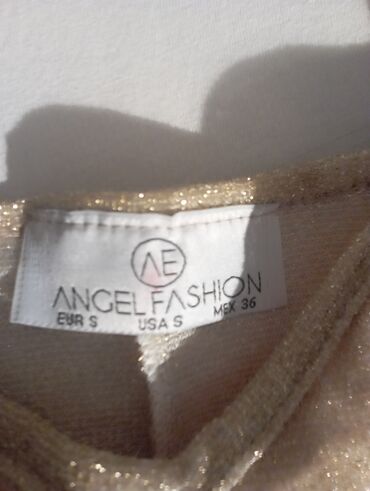 AE
ANGEL FASHION
EUR S USA S MEX 36